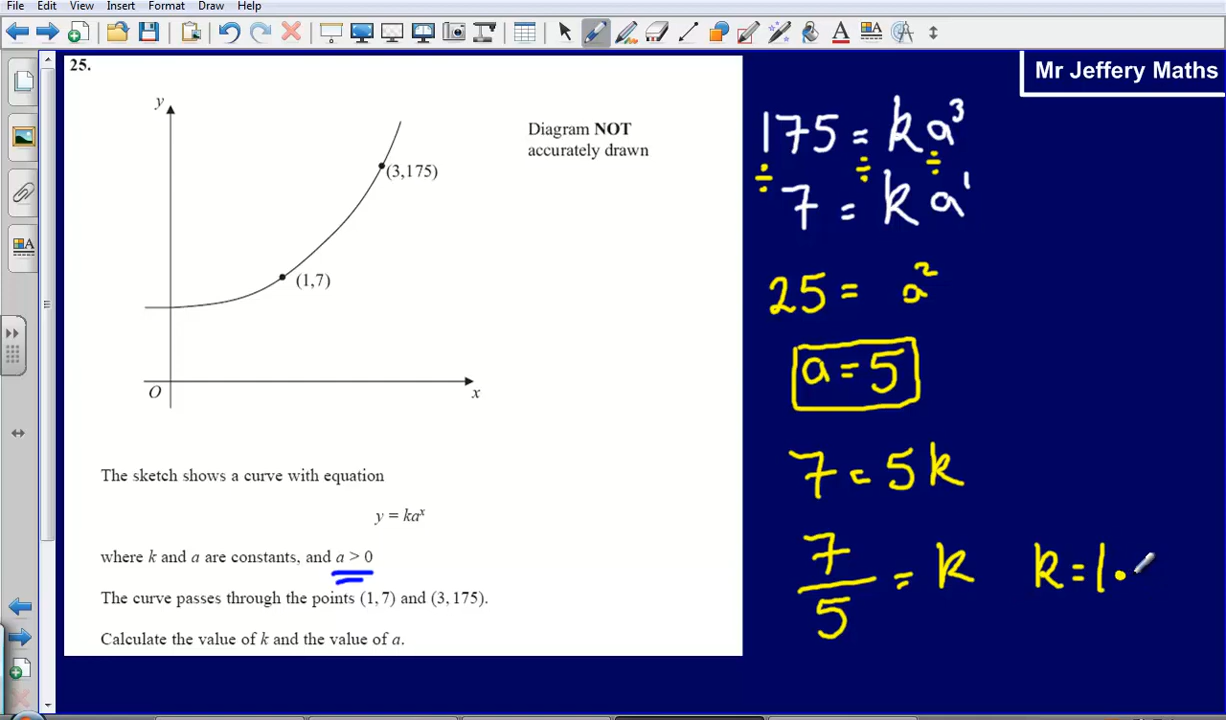 File Edit View Insert Format Draw Help
Mr Jeffery Maths
25.
y
Diagram NOT
accurately drawn
(3,175)
(1,7)
O
x
The sketch shows a curve with equation
y = kaˣ
where k and a are constants, and a > 0
The curve passes through the points (1, 7) and (3, 175).
Calculate the value of k and the value of a.
175 = ka³
÷ ÷ ÷
7 = ka¹
25 = a²
a = 5
7 = 5k
7/5 = k k = 1.